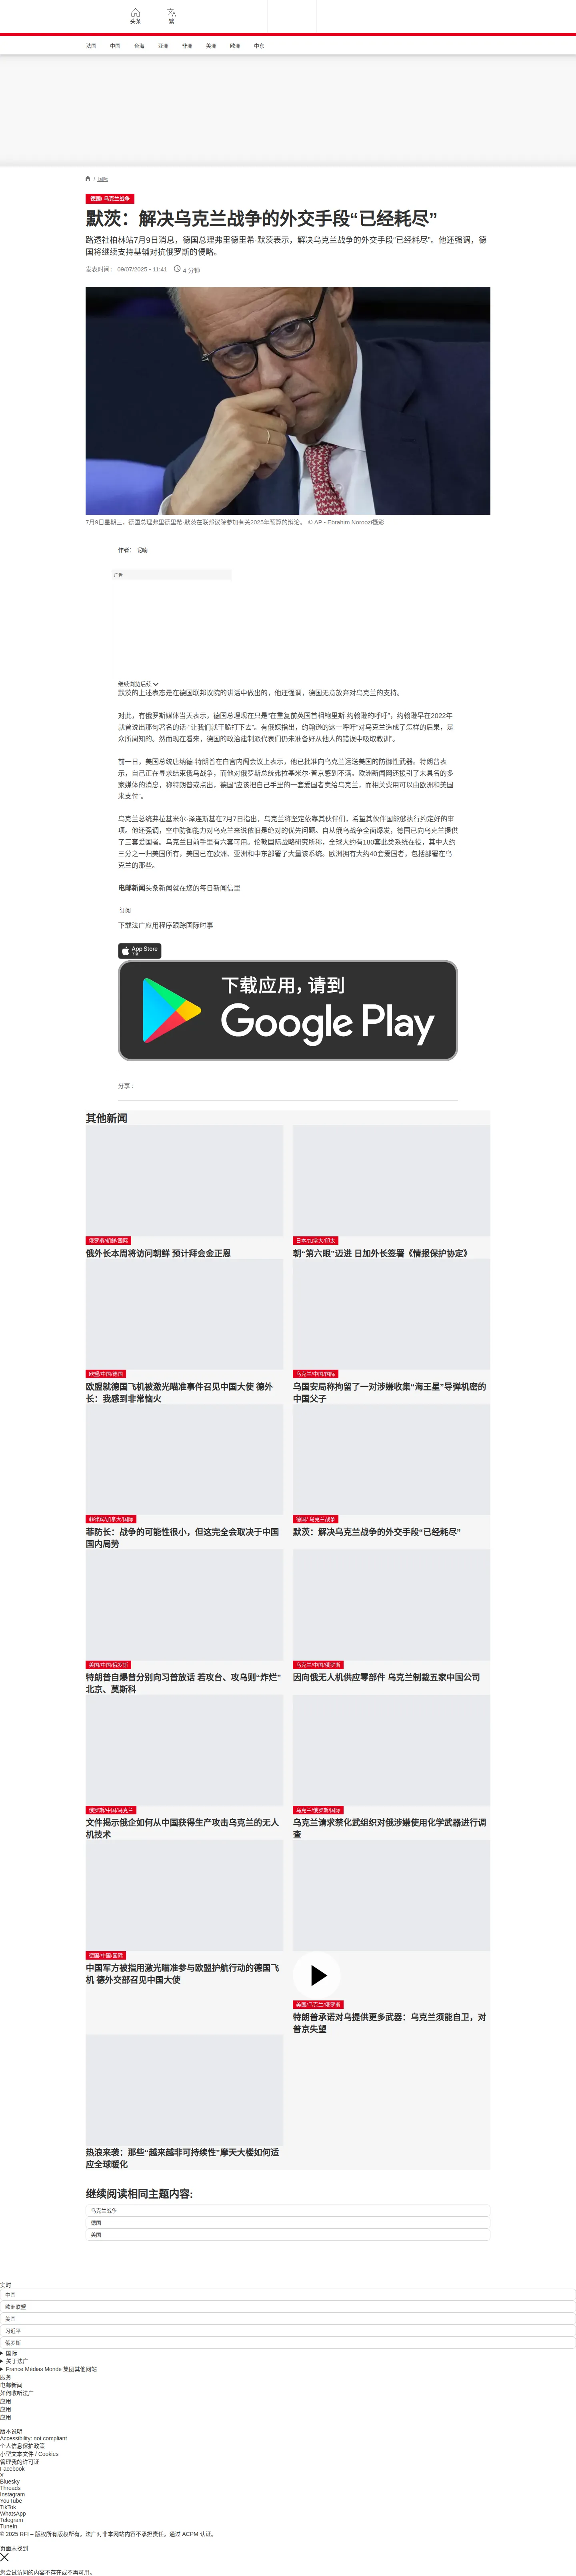 头条
繁
法国
中国
台海
亚洲
非洲
美洲
欧洲
中东
/ 国际
德国/ 乌克兰战争
默茨：解决乌克兰战争的外交手段“已经耗尽”
路透社柏林站7月9日消息，德国总理弗里德里希·默茨表示，解决乌克兰战争的外交手段“已经耗尽”。他还强调，德
国将继续支持基辅对抗俄罗斯的侵略。
发表时间： 09/07/2025 - 11:41
4 分钟
7月9日星期三，德国总理弗里德里希·默茨在联邦议院参加有关2025年预算的辩论。 © AP - Ebrahim Noroozi摄影
作者： 呢喃
广告
继续浏览后续
默茨的上述表态是在德国联邦议院的讲话中做出的，他还强调，德国无意放弃对乌克兰的支持。
对此，有俄罗斯媒体当天表示，德国总理现在只是“在重复前英国首相鲍里斯·约翰逊的呼吁”，约翰逊早在2022年
就曾说出那句著名的话-“让我们就干脆打下去”。有俄媒指出，约翰逊的这一呼吁“对乌克兰造成了怎样的后果，是
众所周知的。然而现在看来，德国的政治建制派代表们仍未准备好从他人的错误中吸取教训”。
前一日，美国总统唐纳德·特朗普在白宫内阁会议上表示，他已批准向乌克兰运送美国的防御性武器。特朗普表
示，自己正在寻求结束俄乌战争，而他对俄罗斯总统弗拉基米尔·普京感到不满。欧洲新闻网还援引了未具名的多
家媒体的消息，称特朗普或点出，德国“应该把自己手里的一套爱国者卖给乌克兰，而相关费用可以由欧洲和美国
来支付”。
乌克兰总统弗拉基米尔·泽连斯基在7月7日指出，乌克兰将坚定依靠其伙伴们，希望其伙伴国能够执行约定好的事
项。他还强调，空中防御能力对乌克兰来说依旧是绝对的优先问题。自从俄乌战争全面爆发，德国已向乌克兰提供
了三套爱国者。乌克兰目前手里有六套可用。伦敦国际战略研究所称，全球大约有180套此类系统在役，其中大约
三分之一归美国所有，美国已在欧洲、亚洲和中东部署了大量该系统。欧洲拥有大约40套爱国者，包括部署在乌
克兰的那些。
电邮新闻头条新闻就在您的每日新闻信里
订阅
下载法广应用程序跟踪国际时事
App Store
下载
下载应用，请到
Google Play
分享 :
其他新闻
俄罗斯/朝鲜/国际
俄外长本周将访问朝鲜 预计拜会金正恩
日本/加拿大/印太
朝“第六眼”迈进 日加外长签署《情报保护协定》
欧盟/中国/德国
欧盟就德国飞机被激光瞄准事件召见中国大使 德外
长：我感到非常恼火
乌克兰/中国/国际
乌国安局称拘留了一对涉嫌收集“海王星”导弹机密的
中国父子
菲律宾/加拿大/国际
菲防长：战争的可能性很小，但这完全会取决于中国
国内局势
德国/ 乌克兰战争
默茨：解决乌克兰战争的外交手段“已经耗尽”
美国/中国/俄罗斯
特朗普自爆曾分别向习普放话 若攻台、攻乌则“炸烂”
北京、莫斯科
乌克兰/中国/俄罗斯
因向俄无人机供应零部件 乌克兰制裁五家中国公司
俄罗斯/中国/乌克兰
文件揭示俄企如何从中国获得生产攻击乌克兰的无人
机技术
乌克兰/俄罗斯/国际
乌克兰请求禁化武组织对俄涉嫌使用化学武器进行调
查
德国/中国/国际
中国军方被指用激光瞄准参与欧盟护航行动的德国飞
机 德外交部召见中国大使
美国/乌克兰/俄罗斯
特朗普承诺对乌提供更多武器：乌克兰须能自卫，对
普京失望
热浪来袭：那些“越来越非可持续性”摩天大楼如何适
应全球暖化
继续阅读相同主题内容:
乌克兰战争
德国
美国
实时
中国
欧洲联盟
美国
习近平
俄罗斯
国际
关于法广
France Médias Monde 集团其他网站
服务
电邮新闻
如何收听法广
应用
应用
应用
版本说明
Accessibility: not compliant
个人信息保护政策
小型文本文件 / Cookies
管理我的许可证
Facebook
X
Bluesky
Threads
Instagram
YouTube
TikTok
WhatsApp
Telegram
TuneIn
© 2025 RFI – 版权所有版权所有。法广对非本网站内容不承担责任。通过 ACPM 认证。
页面未找到
您尝试访问的内容不存在或不再可用。